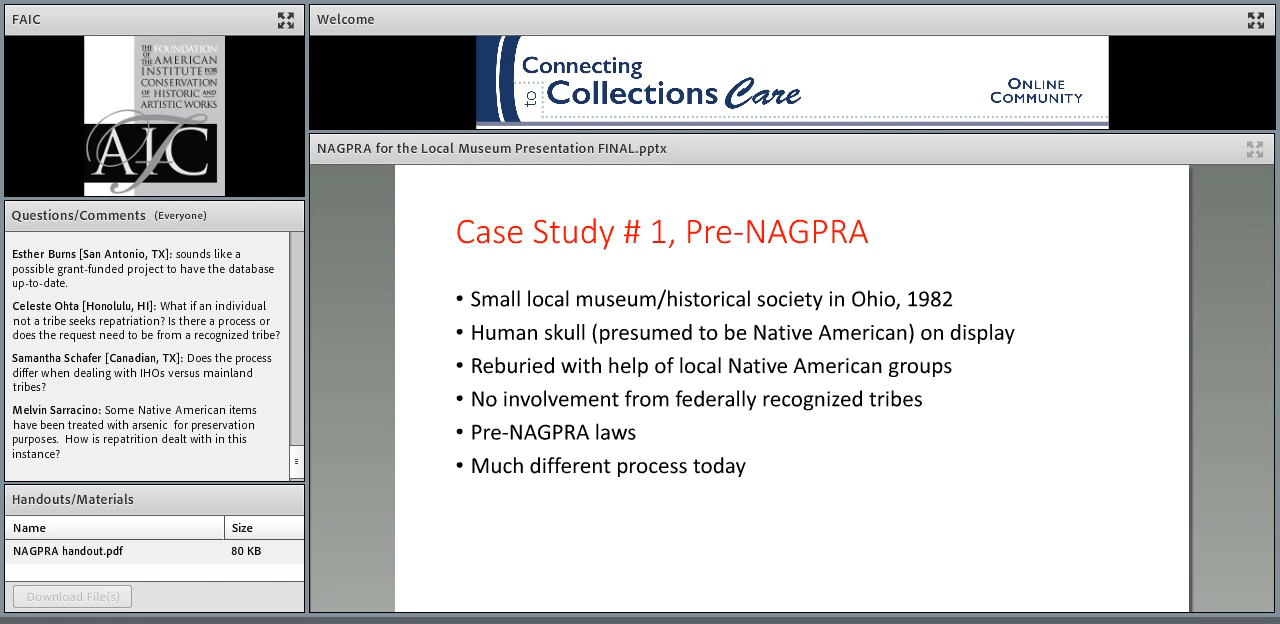 FAIC
THE FOUNDATION
OF THE AMERICAN
INSTITUTE FOR
CONSERVATION
OF HISTORIC AND
ARTISTIC WORKS
AIC
Questions/Comments (Everyone)
Esther Burns [San Antonio, TX]: sounds like a
possible grant-funded project to have the database
up-to-date.
Celeste Ohta [Honolulu, HI]: What if an individual
not a tribe seeks repatriation? Is there a process or
does the request need to be from a recognized tribe?
Samantha Schafer [Canadian, TX]: Does the process
differ when dealing with IHOs versus mainland
tribes?
Melvin Sarracino: Some Native American items
have been treated with arsenic for preservation
purposes. How is repatrition dealt with in this
instance?
Handouts/Materials
Name Size
NAGPRA handout.pdf 80 KB
Download File(s)
Welcome
Connecting
to Collections Care
ONLINE
COMMUNITY
NAGPRA for the Local Museum Presentation FINAL.pptx
Case Study # 1, Pre-NAGPRA
• Small local museum/historical society in Ohio, 1982
• Human skull (presumed to be Native American) on display
• Reburied with help of local Native American groups
• No involvement from federally recognized tribes
• Pre-NAGPRA laws
• Much different process today